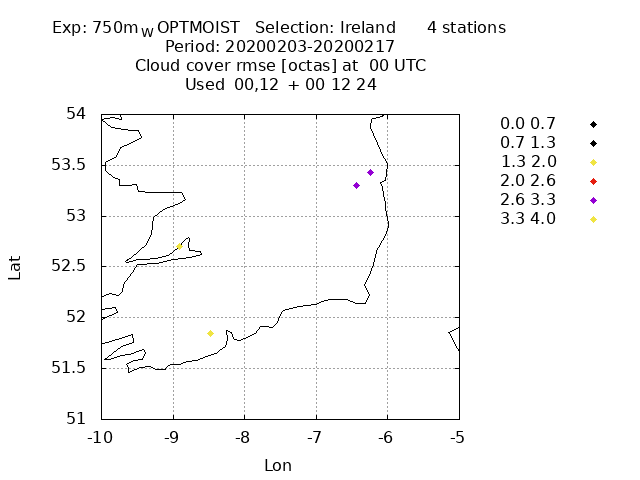 Exp: 750m_W OPTMOIST Selection: Ireland 4 stations
Period: 20200203-20200217
Cloud cover rmse [octas] at 00 UTC
Used 00,12 + 00 12 24
54
53.5
53
52.5
52
51.5
51
Lat
-10 -9 -8 -7 -6 -5
Lon
0.0 0.7
0.7 1.3
1.3 2.0
2.0 2.6
2.6 3.3
3.3 4.0